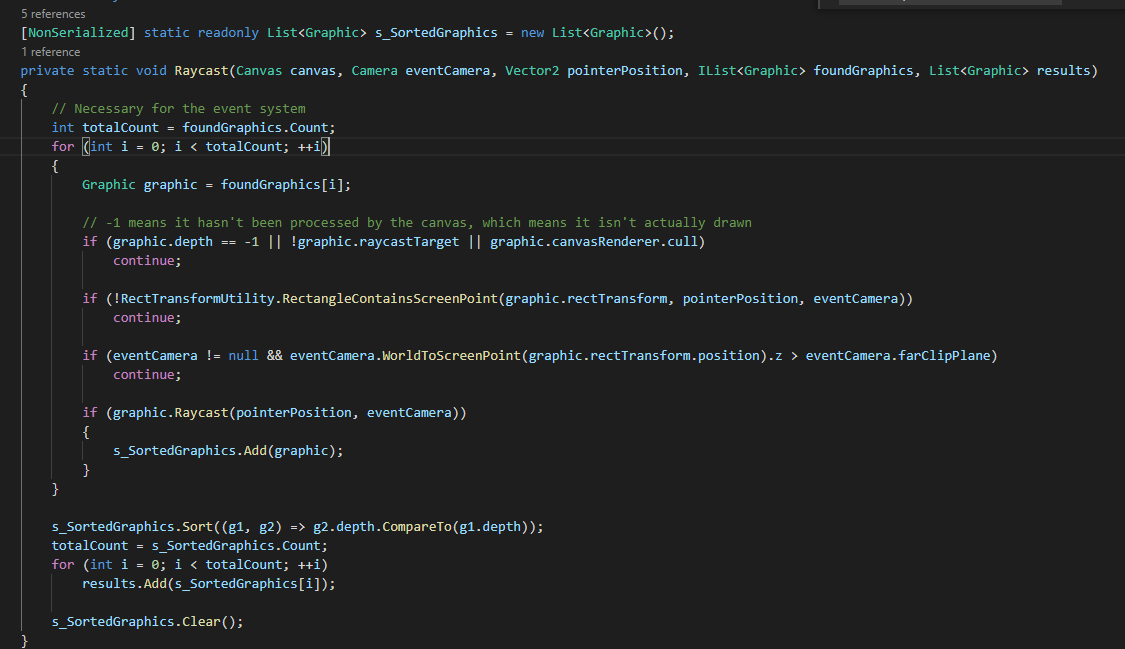 5 references
[NonSerialized] static readonly List<Graphic> s_SortedGraphics = new List<Graphic>();
1 reference
private static void Raycast(Canvas canvas, Camera eventCamera, Vector2 pointerPosition, IList<Graphic> foundGraphics, List<Graphic> results)
{
    // Necessary for the event system
    int totalCount = foundGraphics.Count;
    for (int i = 0; i < totalCount; ++i)
    {
        Graphic graphic = foundGraphics[i];

        // -1 means it hasn't been processed by the canvas, which means it isn't actually drawn
        if (graphic.depth == -1 || !graphic.raycastTarget || graphic.canvasRenderer.cull)
            continue;

        if (!RectTransformUtility.RectangleContainsScreenPoint(graphic.rectTransform, pointerPosition, eventCamera))
            continue;

        if (eventCamera != null && eventCamera.WorldToScreenPoint(graphic.rectTransform.position).z > eventCamera.farClipPlane)
            continue;

        if (graphic.Raycast(pointerPosition, eventCamera))
        {
            s_SortedGraphics.Add(graphic);
        }
    }

    s_SortedGraphics.Sort((g1, g2) => g2.depth.CompareTo(g1.depth));
    totalCount = s_SortedGraphics.Count;
    for (int i = 0; i < totalCount; ++i)
        results.Add(s_SortedGraphics[i]);

    s_SortedGraphics.Clear();
}